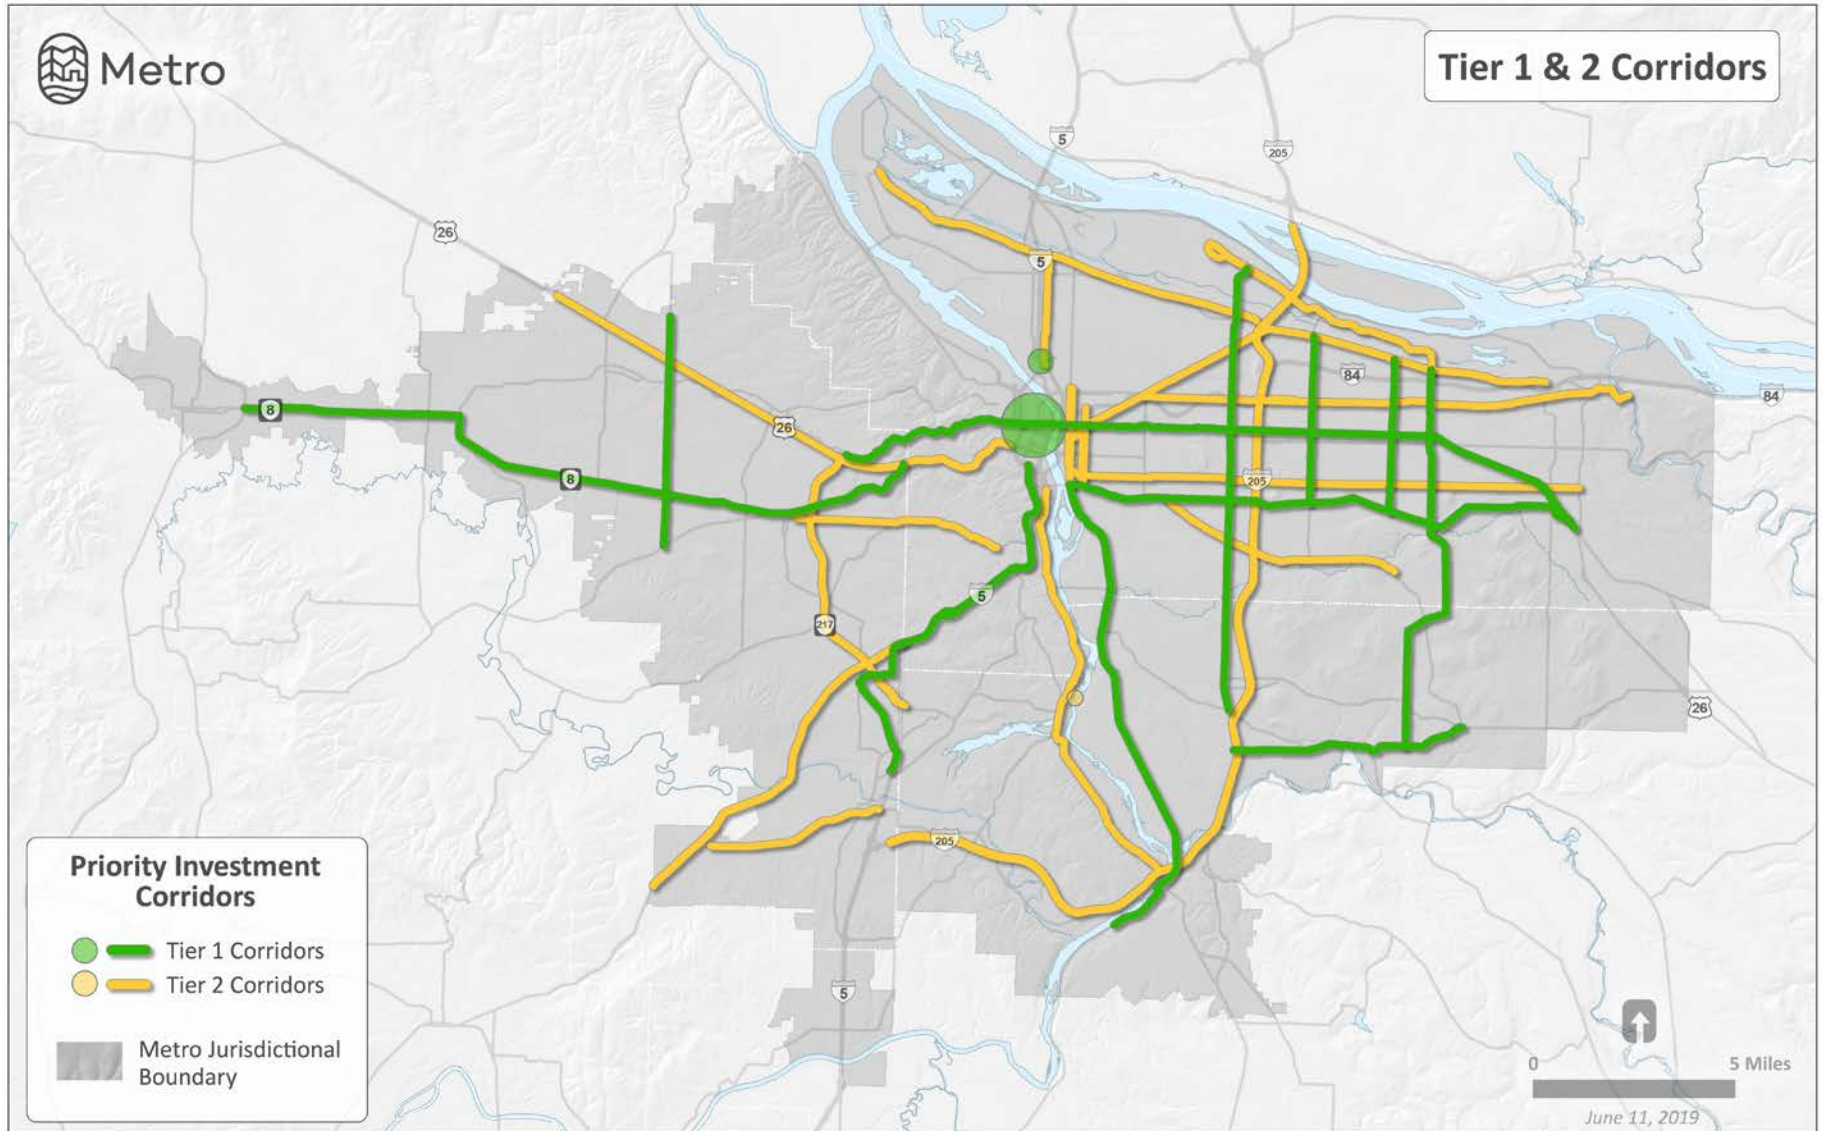 Metro
Tier 1 & 2 Corridors
5
205
26
5
84
84
8
26
8
205
5
217
26
205
5
Priority Investment
Corridors
Tier 1 Corridors
Tier 2 Corridors
Metro Jurisdictional
Boundary
0
5 Miles
June 11, 2019